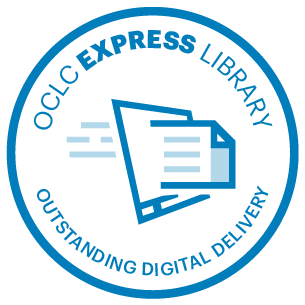 OCLC EXPRESS LIBRARY
OUTSTANDING DIGITAL DELIVERY